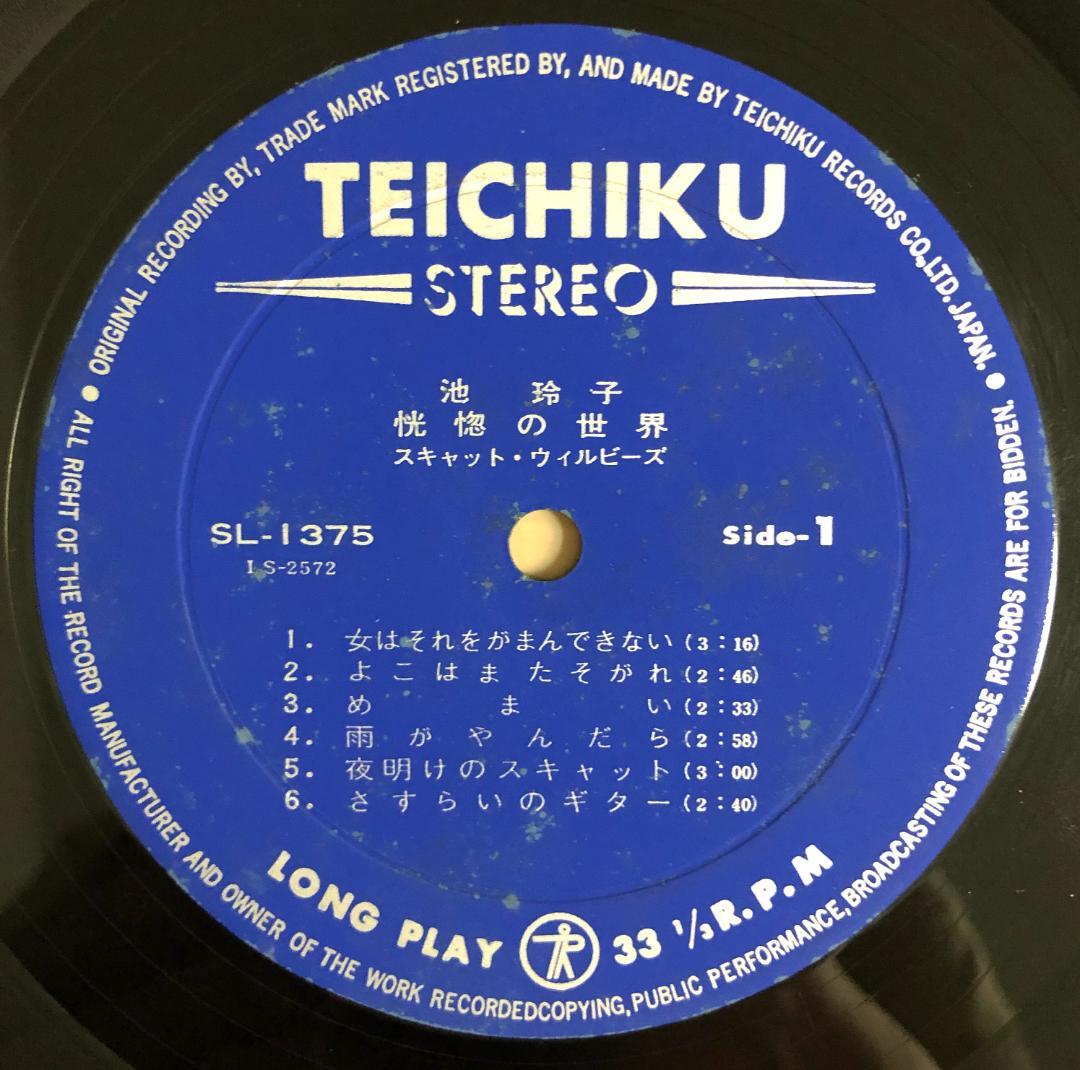 ● ORIGINAL RECORDING BY, TRADE MARK REGISTERED BY, AND MADE BY TEICHIKU RECORDS CO., LTD. JAPAN. ●
TEICHIKU
STEREO
池 玲子
恍惚の世界
スキャット・ウィルビーズ
SL-1375
Side-1
LS-2572
1. 女はそれをがまんできない (3:16)
2. よこはま たそがれ (2:46)
3. めまい (2:33)
4. 雨がやんだら (2:58)
5. 夜明けのスキャット (3:00)
6. さすらいのギター (2:40)
LONG PLAY 33 1/3 R.P.M
ALL RIGHT OF THE RECORD MANUFACTURER AND OWNER OF THE WORK RECORDEDCOPYING, PUBLIC PERFORMANCE, BROADCASTING OF THESE RECORDS ARE FOR BIDDEN.